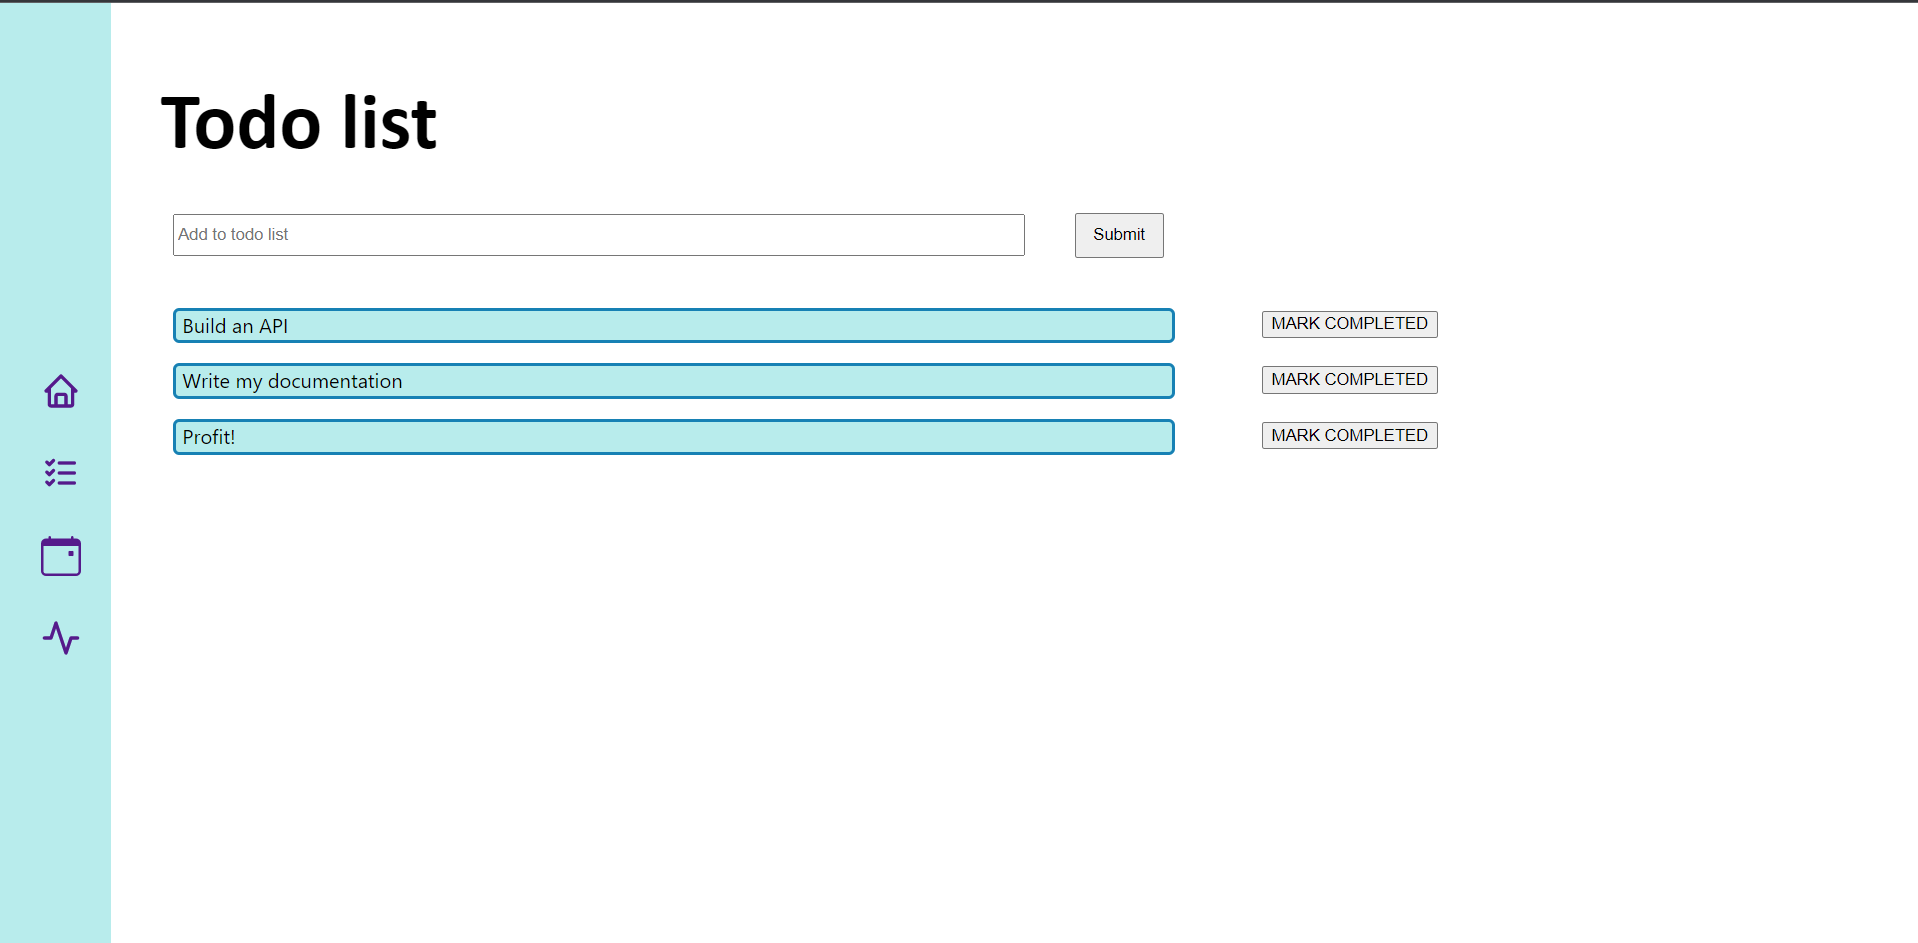 Todo list
Add to todo list
Submit
Build an API
MARK COMPLETED
Write my documentation
MARK COMPLETED
Profit!
MARK COMPLETED